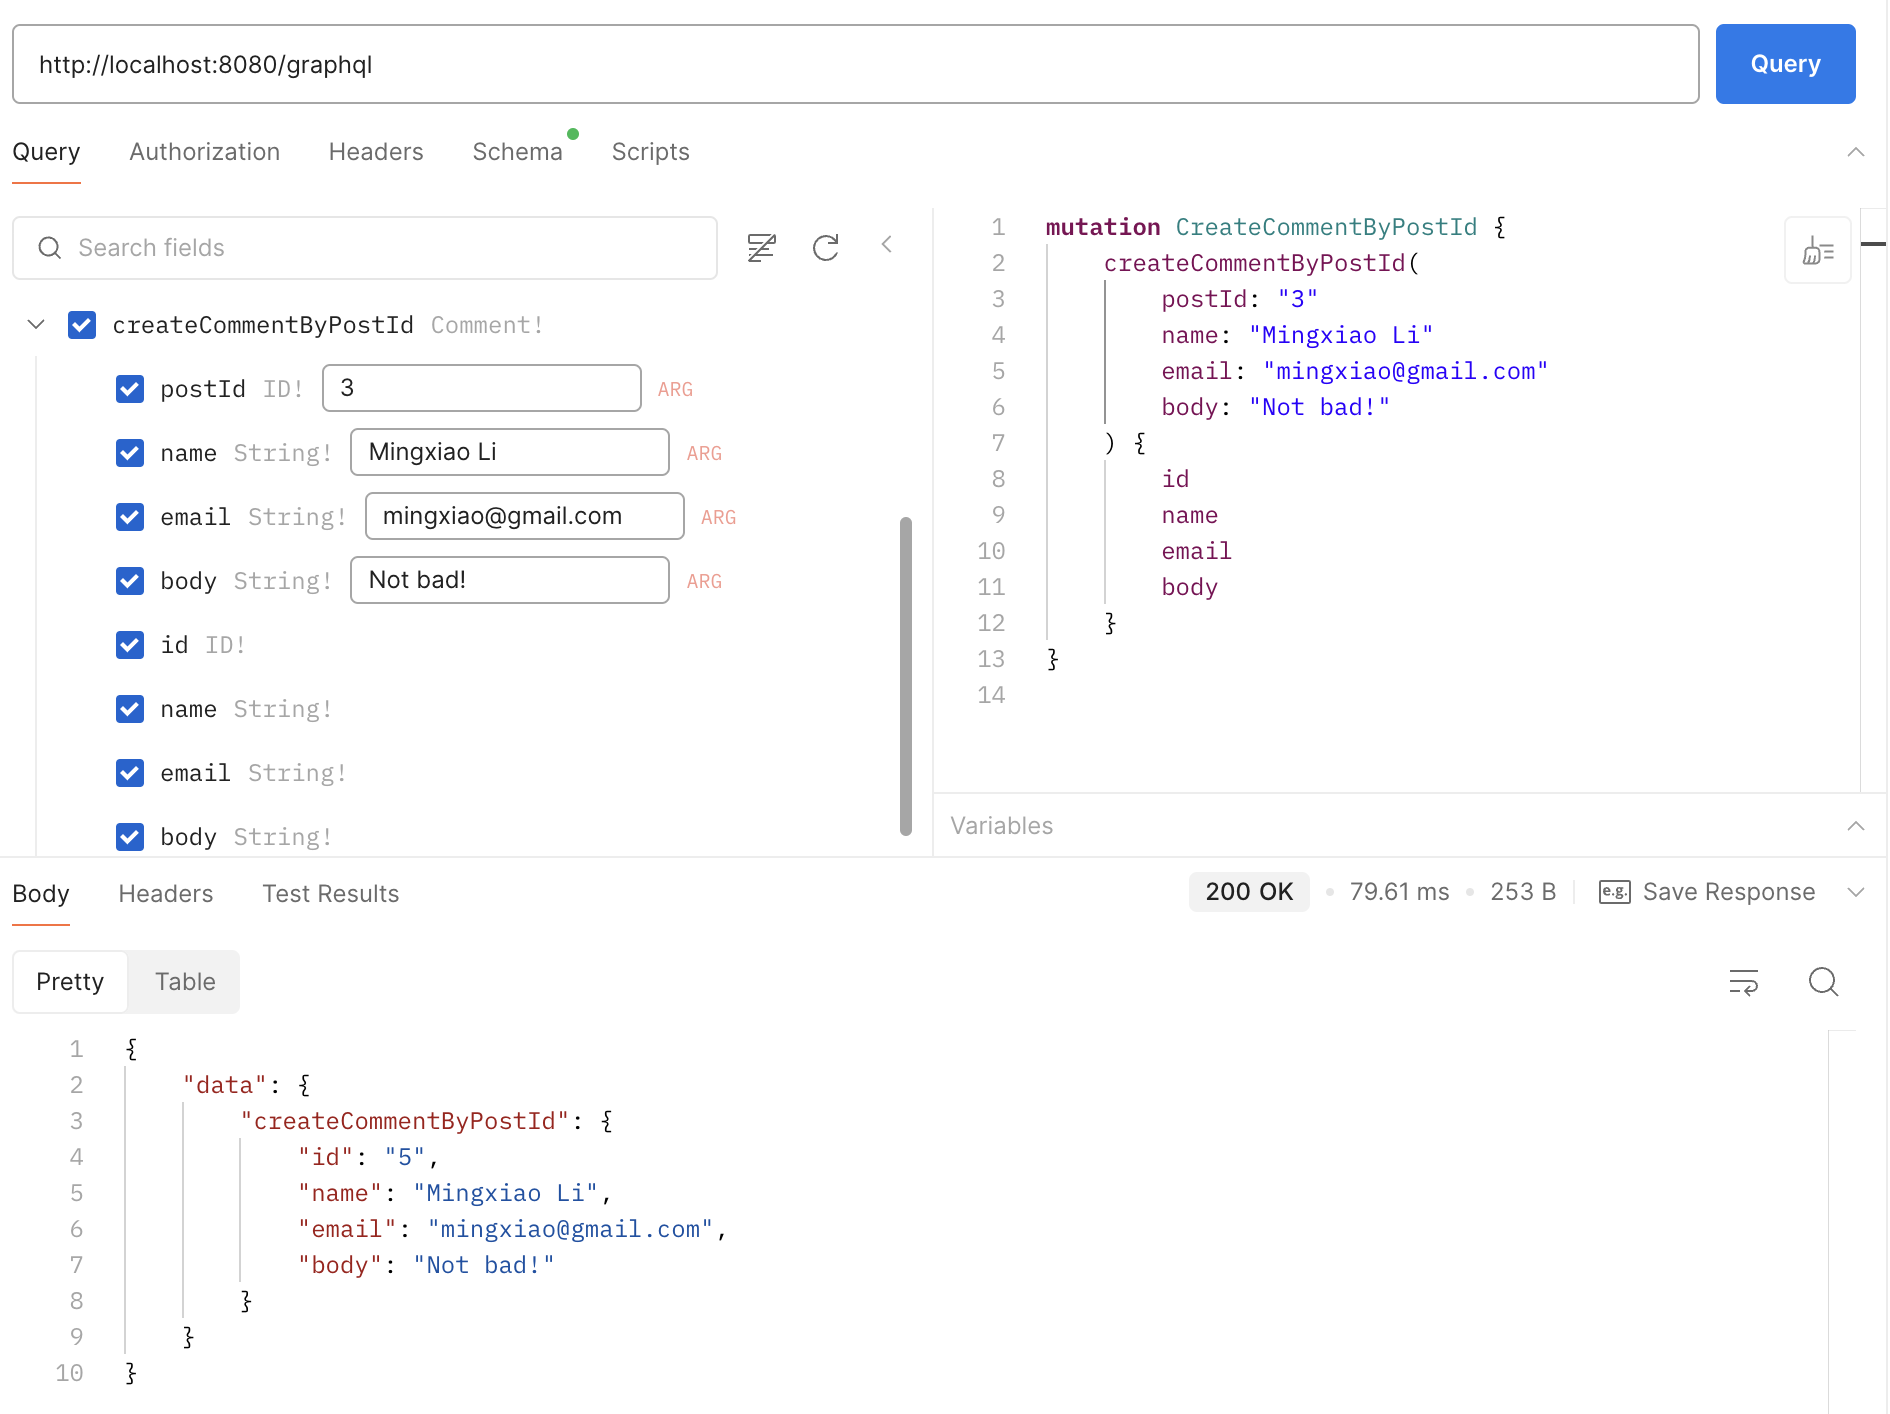 http://localhost:8080/graphql
Query
Query Authorization Headers Schema Scripts
Search fields
createCommentByPostId Comment!
postId ID! 3 ARG
name String! Mingxiao Li ARG
email String! mingxiao@gmail.com ARG
body String! Not bad! ARG
id ID!
name String!
email String!
body String!
1 mutation CreateCommentByPostId {
2 createCommentByPostId(
3 postId: "3"
4 name: "Mingxiao Li"
5 email: "mingxiao@gmail.com"
6 body: "Not bad!"
7 ) {
8 id
9 name
10 email
11 body
12 }
13 }
14
Variables
Body Headers Test Results
200 OK 79.61 ms 253 B e.g. Save Response
Pretty Table
1 {
2 "data": {
3 "createCommentByPostId": {
4 "id": "5",
5 "name": "Mingxiao Li",
6 "email": "mingxiao@gmail.com",
7 "body": "Not bad!"
8 }
9 }
10 }